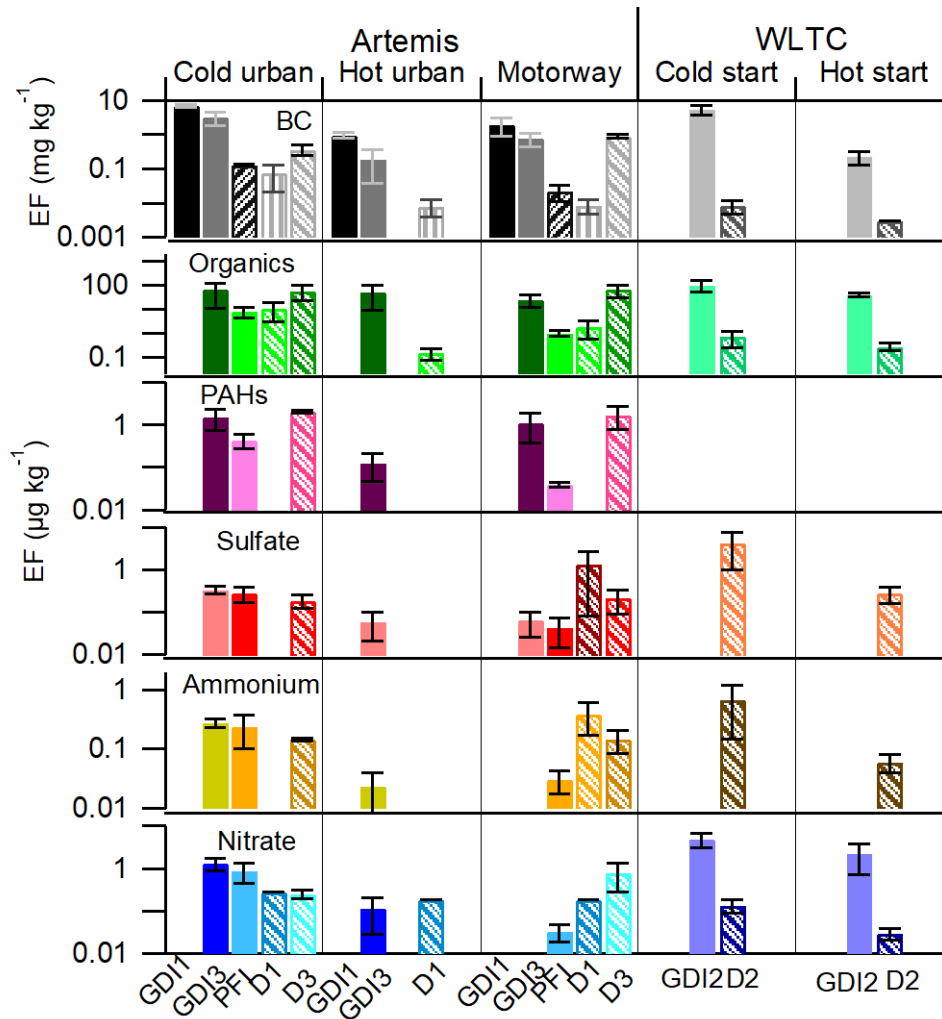 Artemis
WLTC
Cold urban
Hot urban
Motorway
Cold start
Hot start
EF (mg kg⁻¹)
10
0.1
0.001
BC
EF (µg kg⁻¹)
Organics
100
0.1
PAHs
1
0.01
Sulfate
1
0.01
Ammonium
1
0.1
0.01
Nitrate
1
0.01
GDI1
GDI3
PFI
D1
D3
GDI1
GDI3
D1
GDI1
GDI3
PFI
D1
D3
GDI2 D2
GDI2 D2